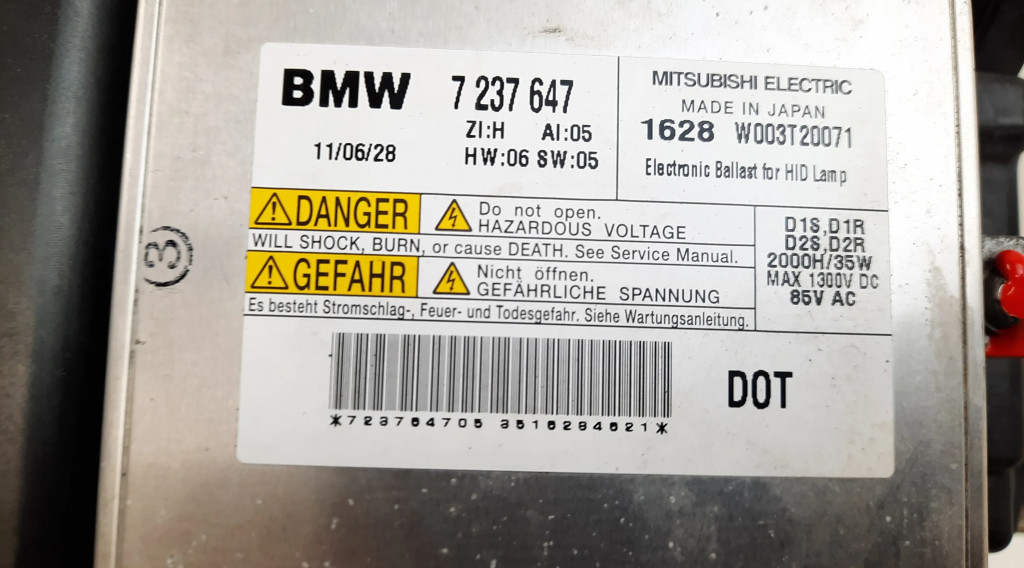 BMW 7 237 647
ZI:H AI:05
11/06/28 HW:06 SW:05
MITSUBISHI ELECTRIC
MADE IN JAPAN
1628 W003T20071
Electronic Ballast for HID Lamp
DANGER
Do not open.
HAZARDOUS VOLTAGE
WILL SHOCK, BURN, or cause DEATH. See Service Manual.
GEFAHR
Nicht öffnen.
GEFÄHRLICHE SPANNUNG
Es besteht Stromschlag-, Feuer- und Todesgefahr. Siehe Wartungsanleitung.
D1S,D1R
D2S,D2R
2000H/35W
MAX 1300V DC
85V AC
*723764705 3516284621*
DOT
3